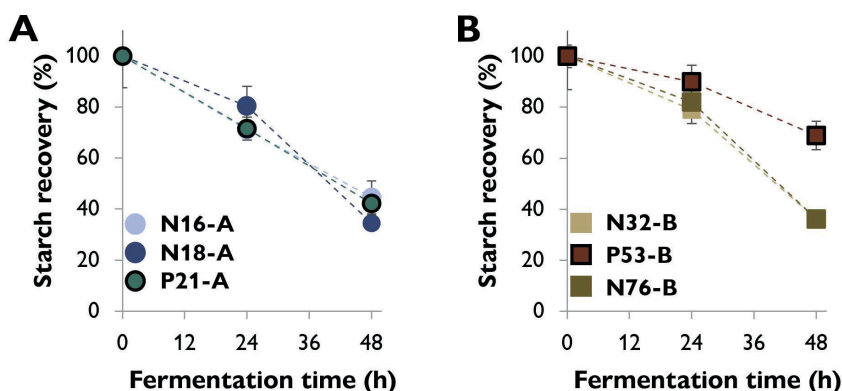 A
Starch recovery (%)
100
80
60
40
20
0
N16-A
N18-A
P21-A
0 12 24 36 48
Fermentation time (h)
B
Starch recovery (%)
100
80
60
40
20
0
N32-B
P53-B
N76-B
0 12 24 36 48
Fermentation time (h)